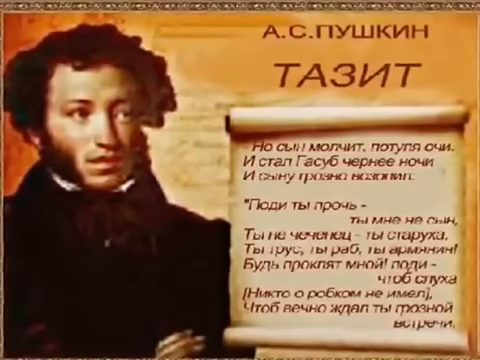 А.С.ПУШКИН
ТАЗИТ
- Но сын молчит, потупя очи.
И стал Гасуб чернее ночи
И сыну грозно возопил:
"Поди ты прочь -
ты мне не сын,
Ты не чеченец - ты старуха,
Ты трус, ты раб, ты армянин!
Будь проклят мной! поди -
чтоб слуха
[Никто о робком не имел],
Чтоб вечно ждал ты грозной
встречи,